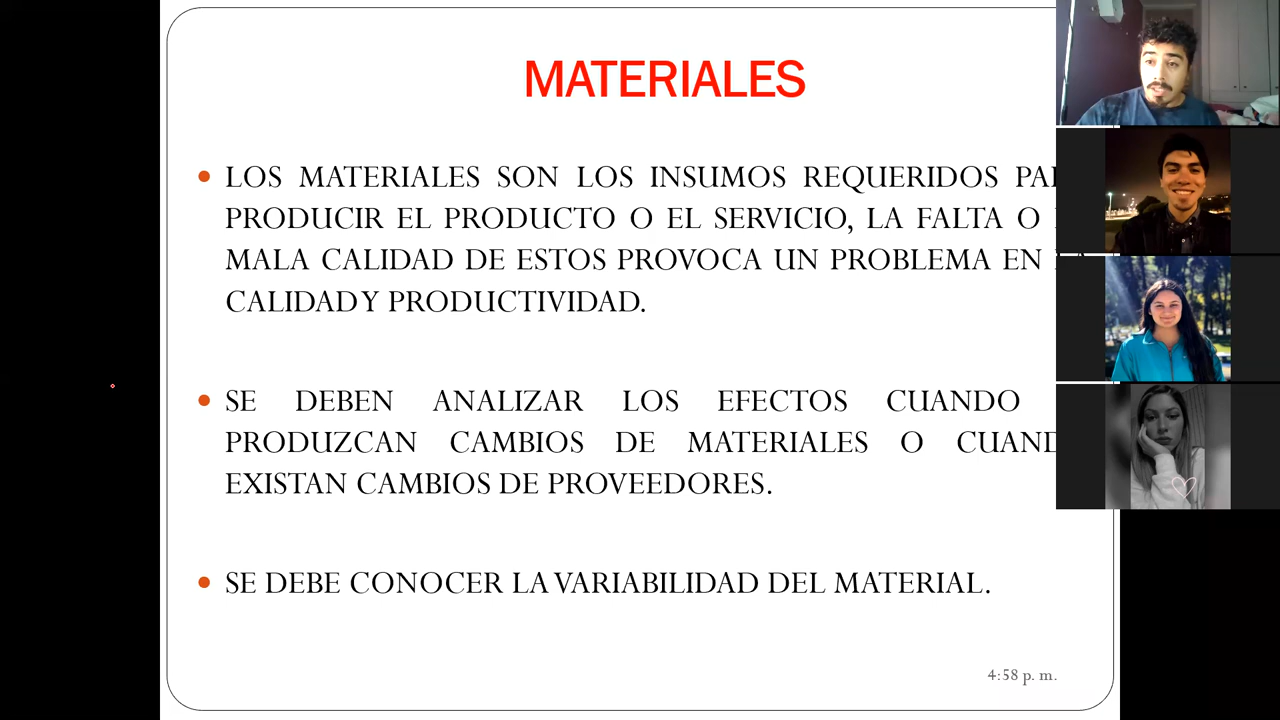 MATERIALES
• LOS MATERIALES SON LOS INSUMOS REQUERIDOS
PRODUCIR EL PRODUCTO O EL SERVICIO, LA FALTA O
MALA CALIDAD DE ESTOS PROVOCA UN PROBLEMA EN
CALIDAD Y PRODUCTIVIDAD.
• SE DEBEN ANALIZAR LOS EFECTOS CUANDO
PRODUZCAN CAMBIOS DE MATERIALES O
EXISTAN CAMBIOS DE PROVEEDORES.
• SE DEBE CONOCER LA VARIABILIDAD DEL MATERIAL.
4:58 p. m.